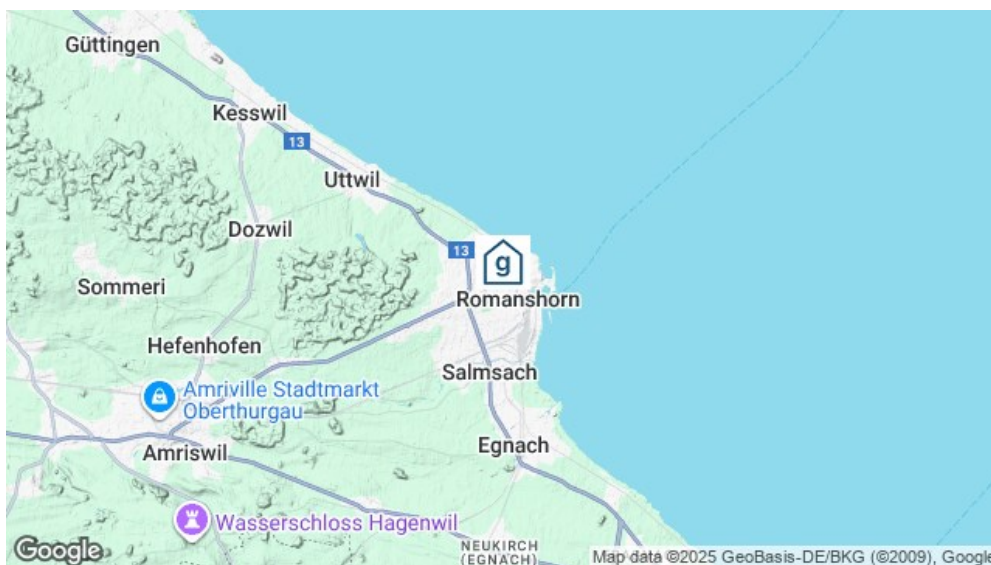 Güttingen
Kesswil
13
Uttwil
Dozwil
13
g
Sommeri
Romanshorn
Hefenhofen
Salmsach
Amriville Stadtmarkt
Oberthurgau
Egnach
Amriswil
Wasserschloss Hagenwil
NEUKIRCH
(EGNACH)
Google
Map data ©2025 GeoBasis-DE/BKG (©2009), Google